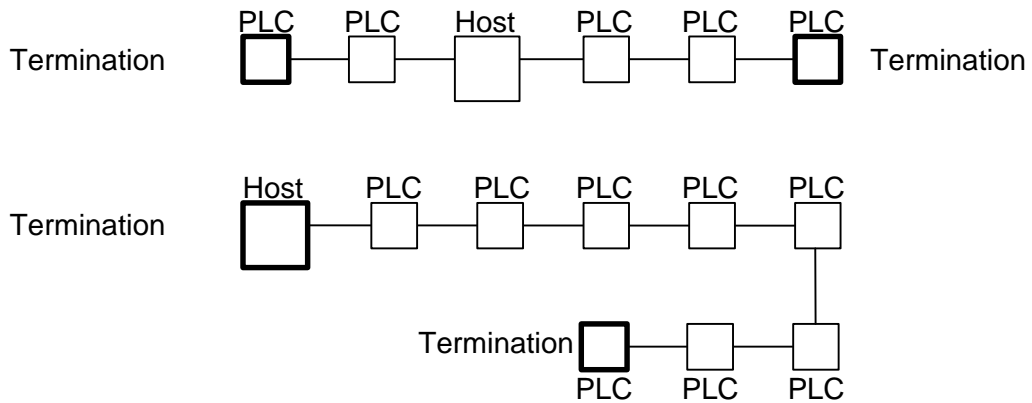 PLC PLC Host PLC PLC PLC
Termination Termination
Host PLC PLC PLC PLC PLC
Termination
Termination
PLC PLC PLC